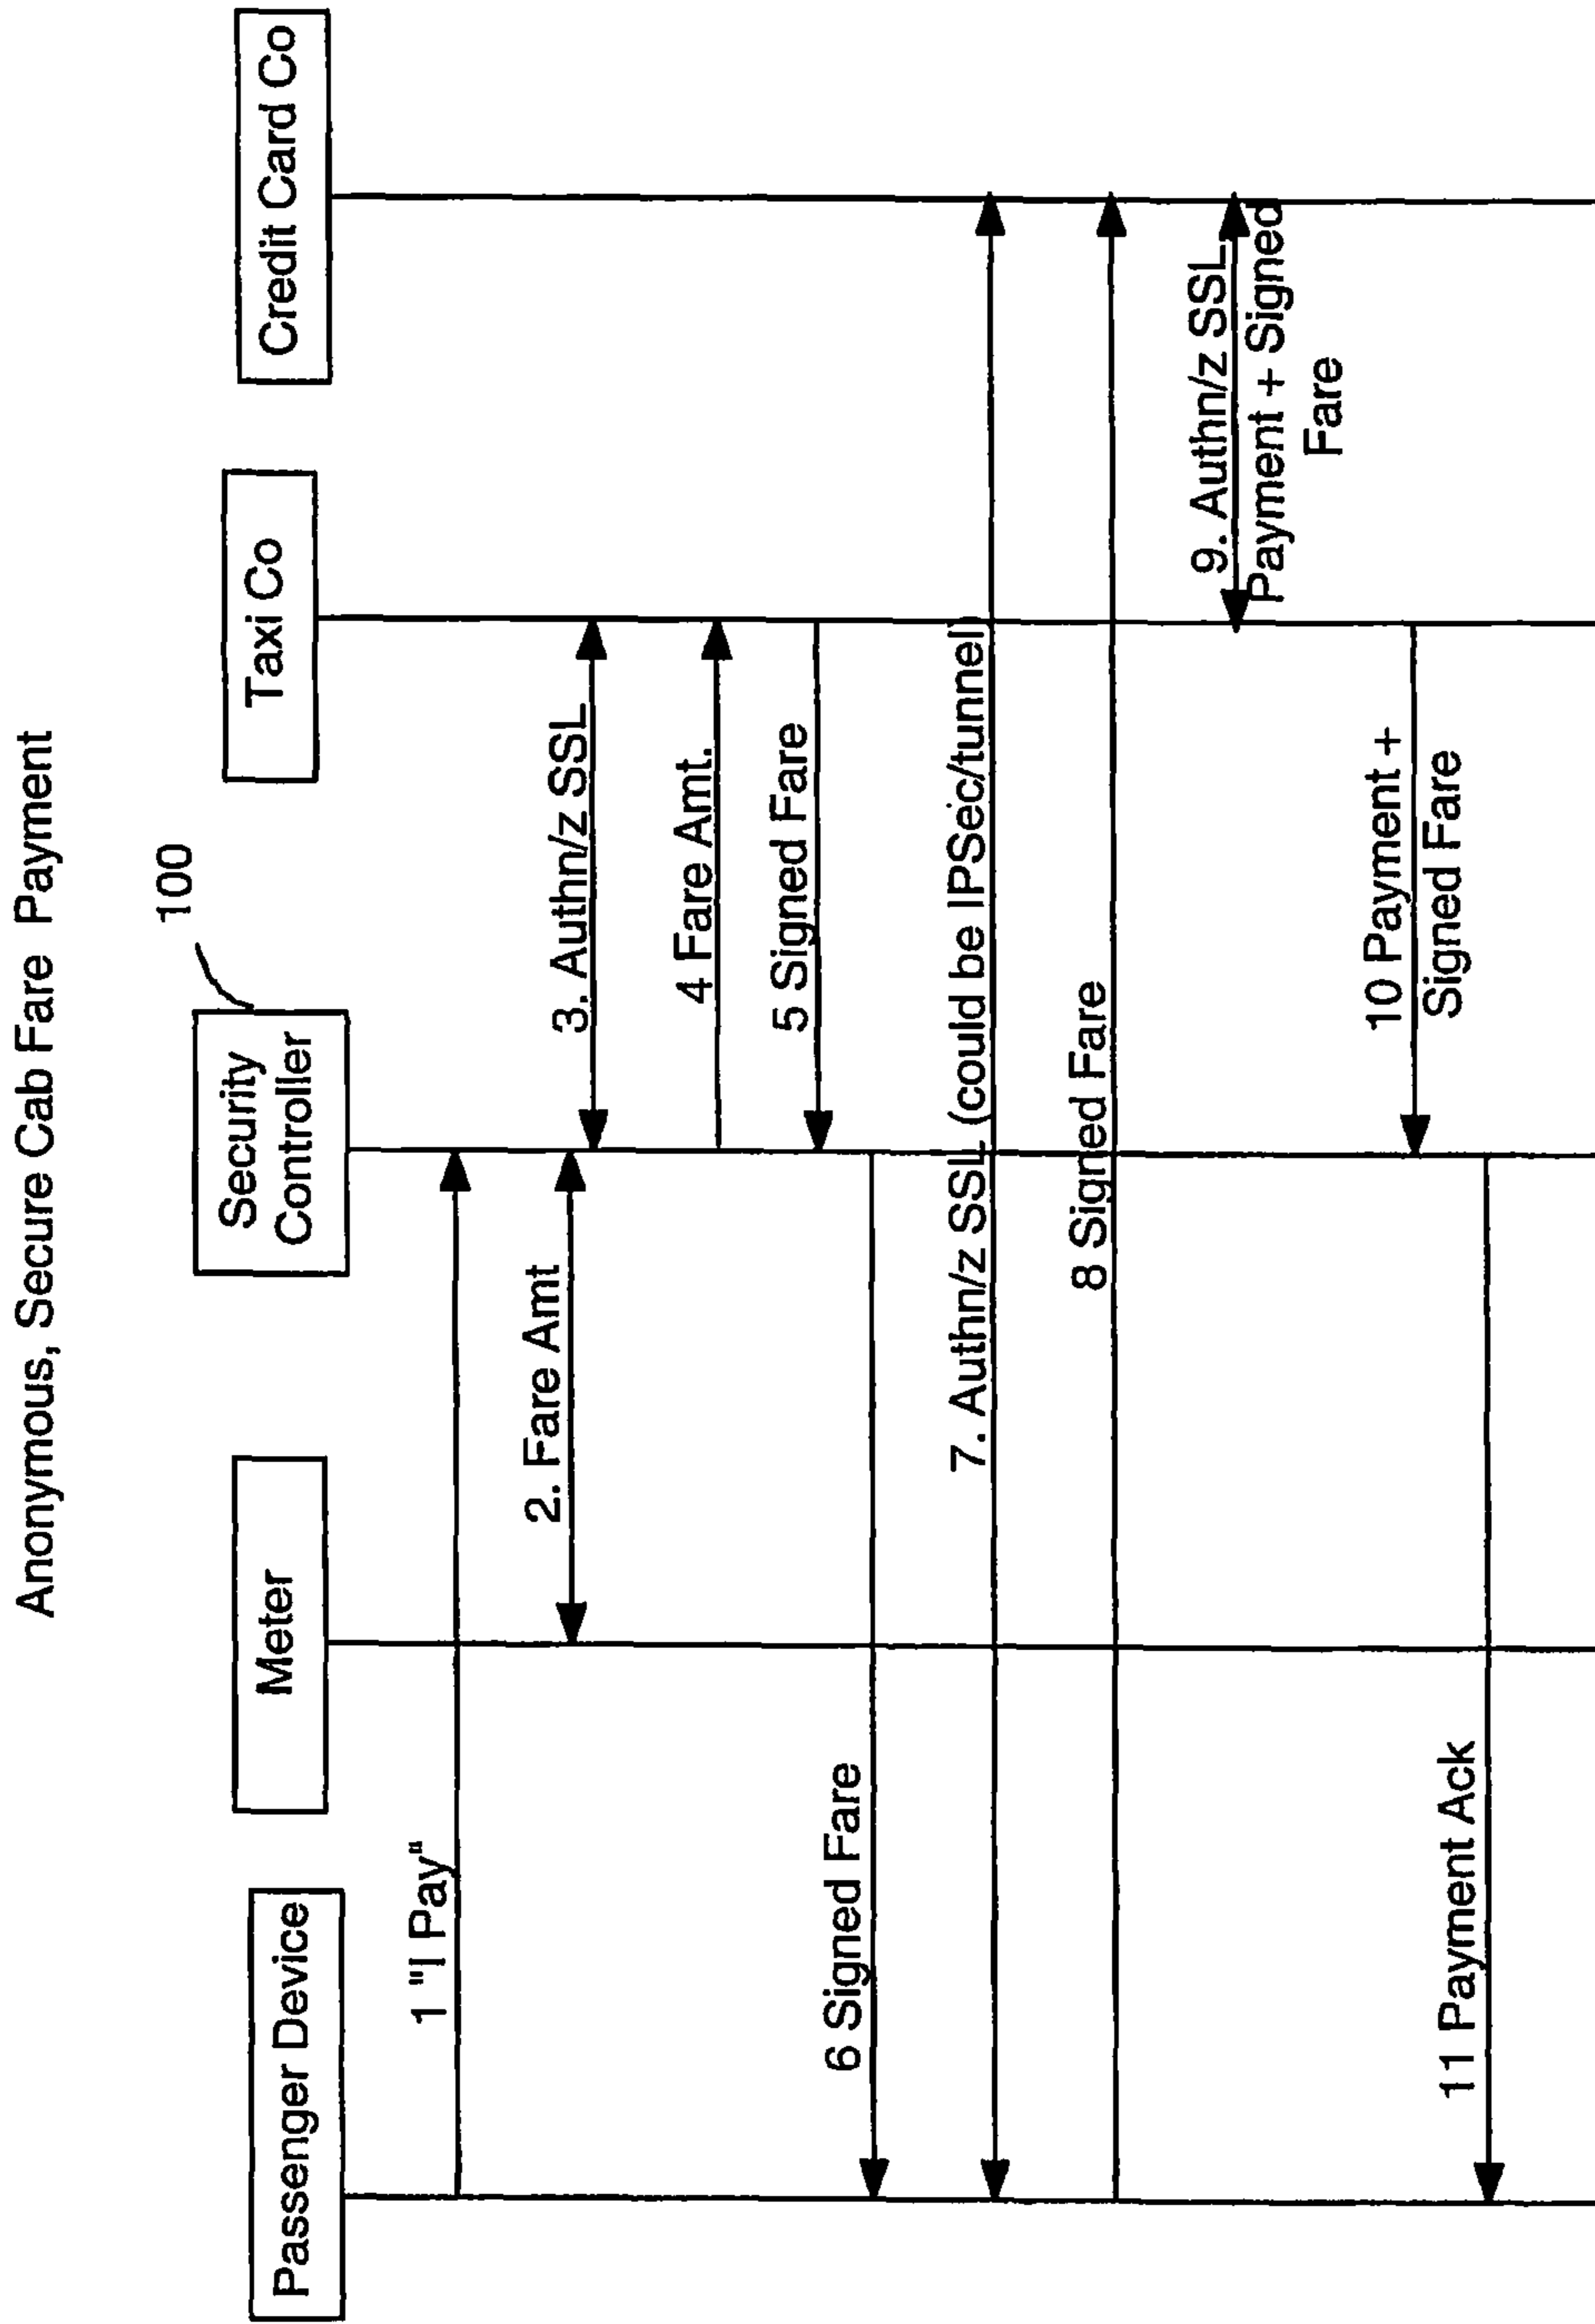 Anonymous, Secure Cab Fare Payment
100
Passenger Device
Meter
Security
Controller
Taxi Co
Credit Card Co
1 "I Pay"
2. Fare Amt
3. Authn/z SSL
4 Fare Amt.
5 Signed Fare
6 Signed Fare
7. Authn/z SSL (could be IPSec/tunnel)
8 Signed Fare
9. Authn/z SSL
Payment + Signed
Fare
10 Payment +
Signed Fare
11 Payment Ack